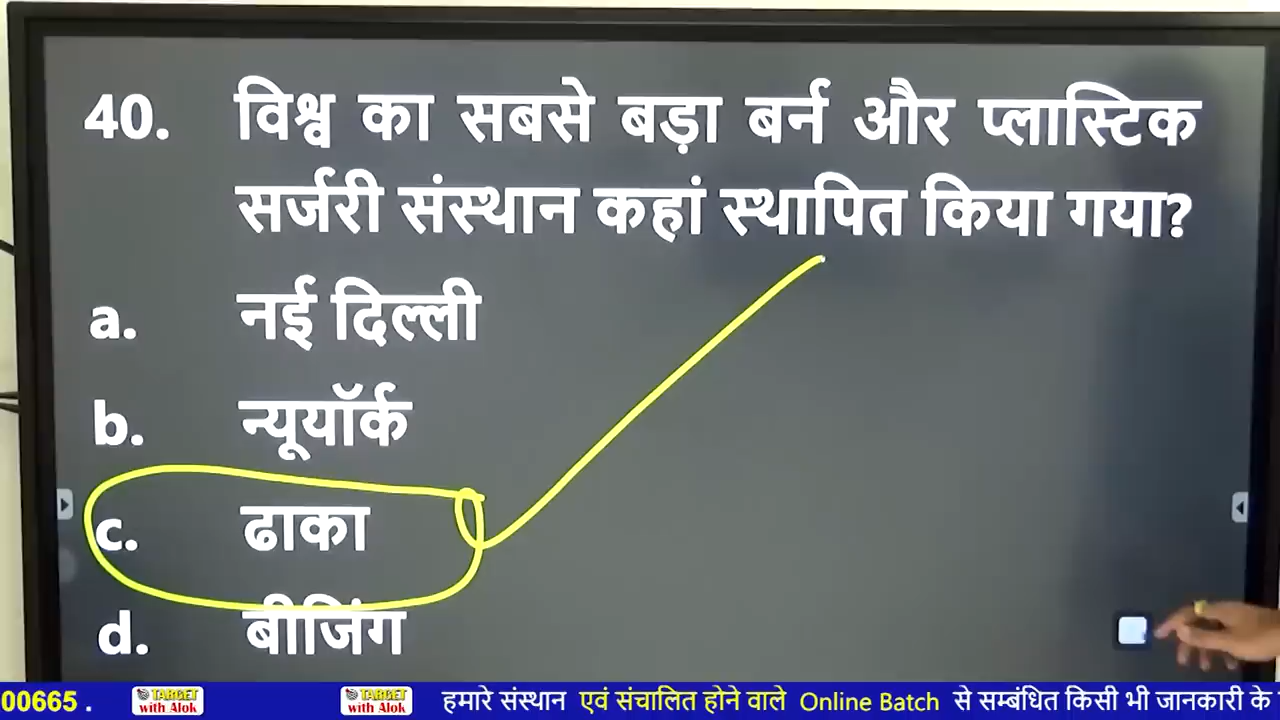 40. विश्व का सबसे बड़ा बर्न और प्लास्टिक
सर्जरी संस्थान कहां स्थापित किया गया?
a. नई दिल्ली
b. न्यूयॉर्क
c. ढाका
d. बीजिंग
00665 . TARGET with Alok TARGET with Alok हमारे संस्थान एवं संचालित होने वाले Online Batch से सम्बंधित किसी भी जानकारी के